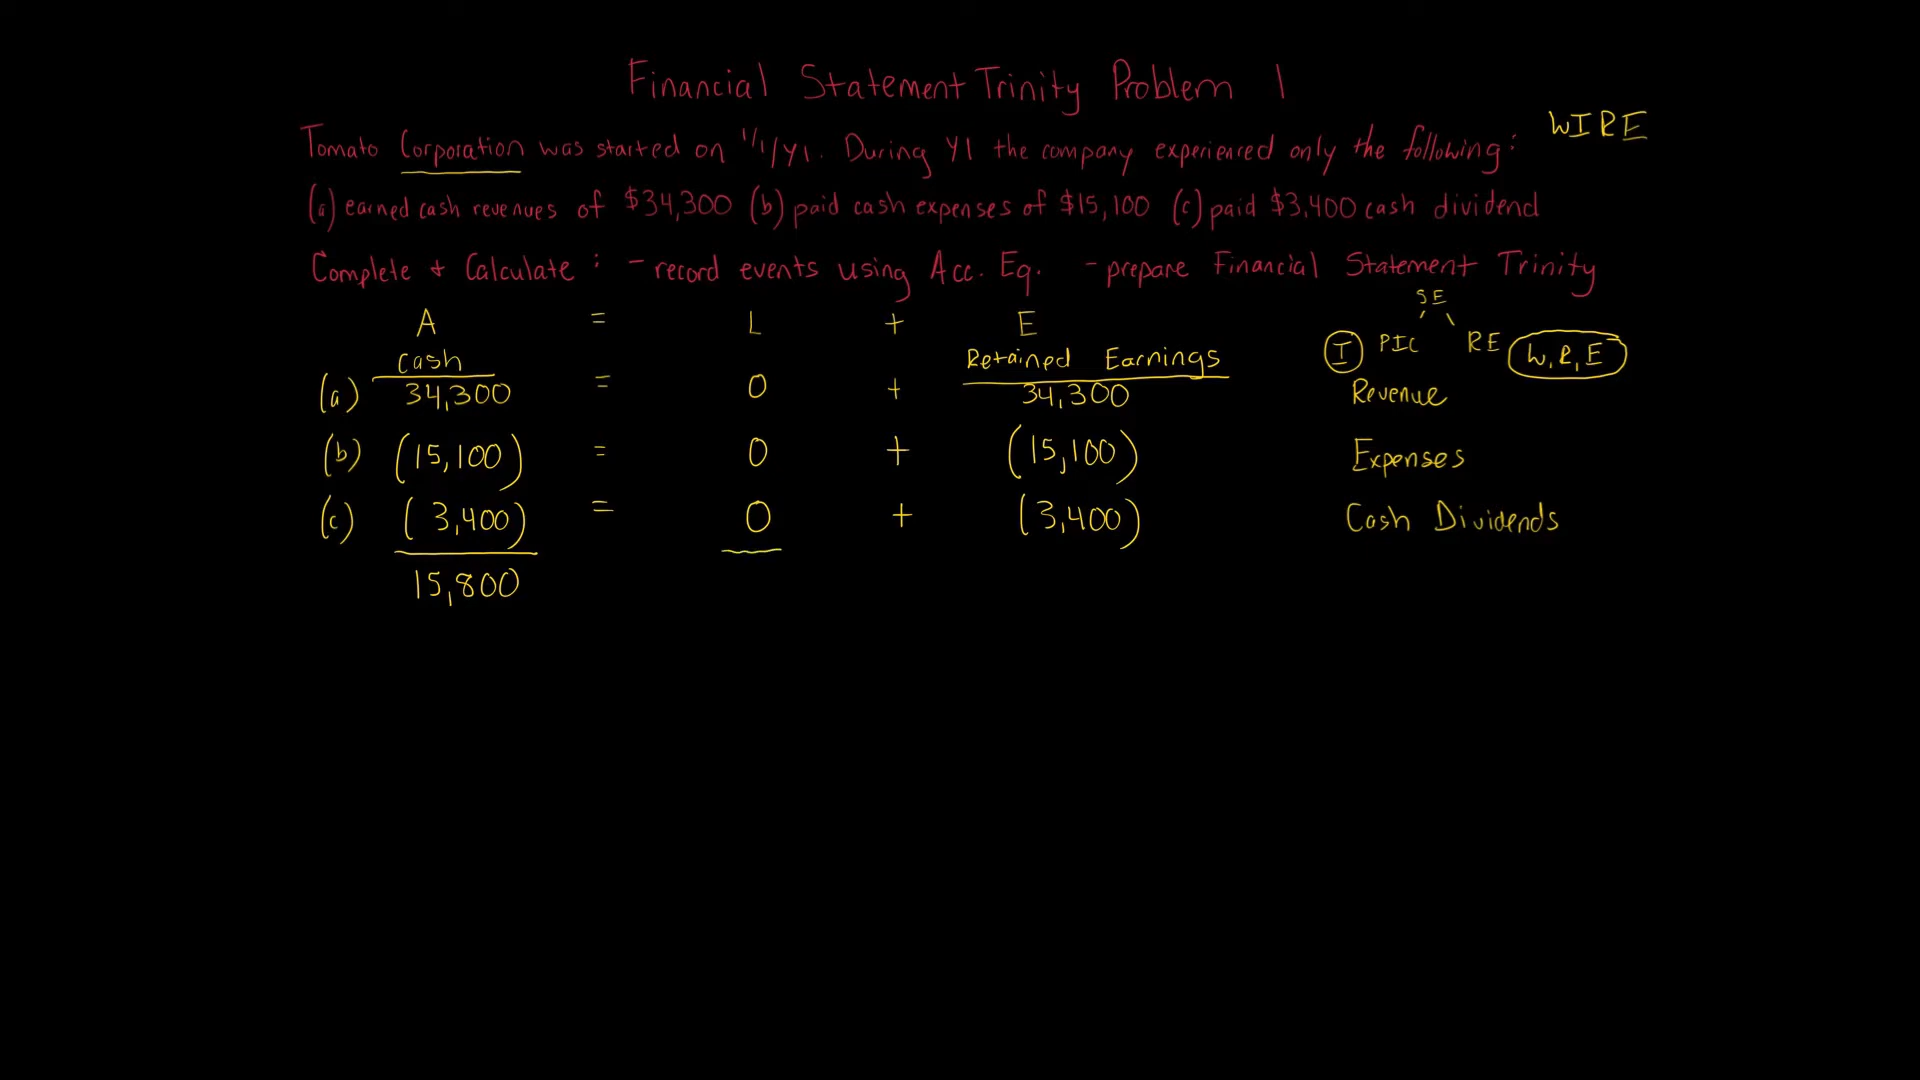 Financial Statement Trinity Problem 1
WIRE
Tomato Corporation was started on 1/1/Y1. During Y1 the company experienced only the following:
(a) earned cash revenues of $34,300 (b) paid cash expenses of $15,100 (c) paid $3,400 cash dividend
Complete + Calculate: - record events using Acc. Eq. - prepare Financial Statement Trinity
SE
A = L + E
I PIC RE W, R, E
Cash Retained Earnings
(a) 34,300 = 0 + 34,300 Revenue
(b) (15,100) = 0 + (15,100) Expenses
(c) (3,400) = 0 + (3,400) Cash Dividends
15,800